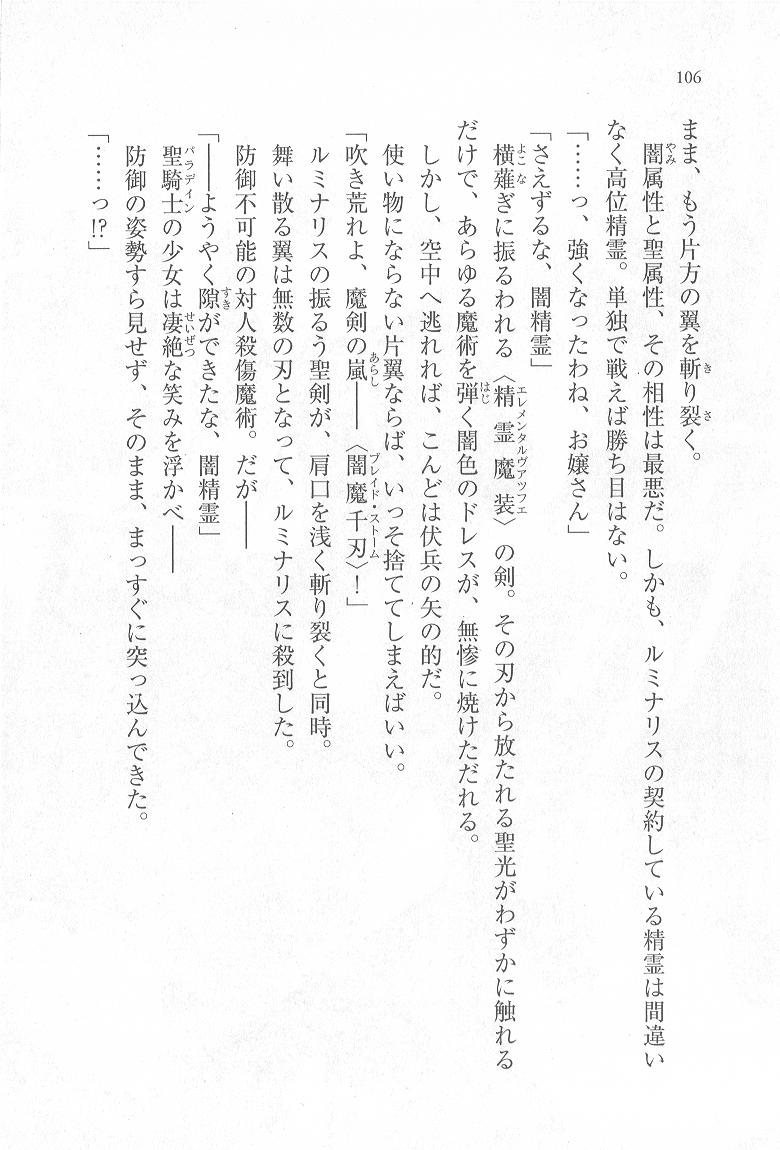 106
まま、もう片方の翼を斬り裂く。
闇属性と聖属性、その相性は最悪だ。しかも、ルミナリスの契約している精霊は間違い
なく高位精霊。単独で戦えば勝ち目はない。
「……っ、強くなったわね、お嬢さん」
「さえずるな、闇精霊」
横薙ぎに振るわれる〈精霊魔装〉の剣。その刃から放たれる聖光がわずかに触れる
だけで、あらゆる魔術を弾く闇色のドレスが、無惨に焼けただれる。
しかし、空中へ逃れれば、こんどは伏兵の矢の的だ。
使い物にならない片翼ならば、いっそ捨ててしまえばいい。
「吹き荒れよ、魔剣の嵐――〈闇魔千刃〉!」
ルミナリスの振るう聖剣が、肩口を浅く斬り裂くと同時。
舞い散る翼は無数の刃となって、ルミナリスに殺到した。
防御不可能の対人殺傷魔術。だが――
「――ようやく隙ができたな、闇精霊」
聖騎士の少女は凄絶な笑みを浮かべ――
防御の姿勢すら見せず、そのまま、まっすぐに突っ込んできた。
「……っ!?」